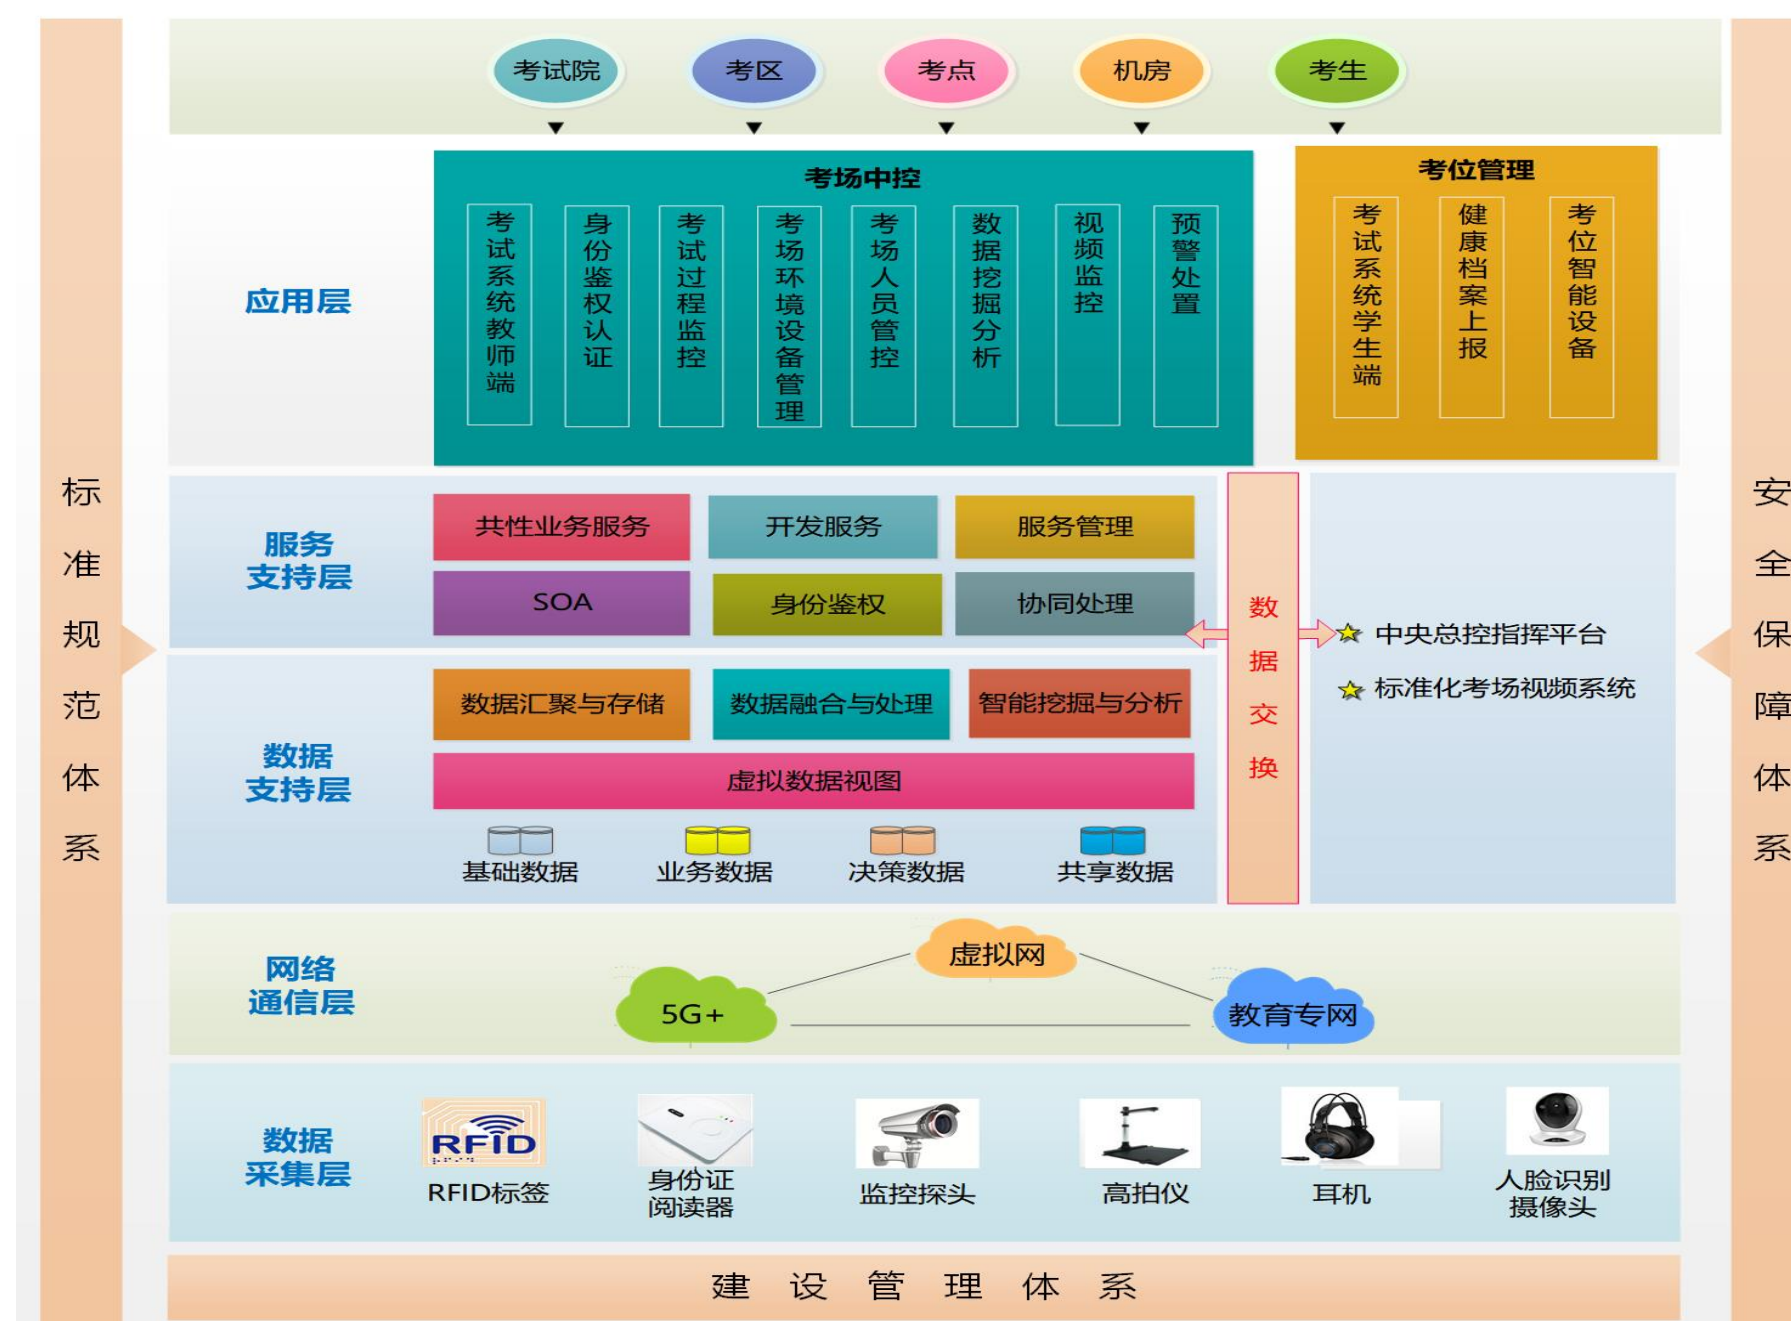 考试院
考区
考点
机房
考生
应用层
考场中控
考试系统教师端
身份鉴权认证
考试过程监控
考场环境设备管理
考场人员管控
数据挖掘分析
视频监控
预警处置
考位管理
考试系统学生端
健康档案上报
考位智能设备
标准规范体系
安全保障体系
服务
支持层
共性业务服务
开发服务
服务管理
SOA
身份鉴权
协同处理
数据交换
中央总控指挥平台
标准化考场视频系统
数据
支持层
数据汇聚与存储
数据融合与处理
智能挖掘与分析
虚拟数据视图
基础数据
业务数据
决策数据
共享数据
网络
通信层
5G+
虚拟网
教育专网
数据
采集层
RFID
RFID标签
身份证
阅读器
监控探头
高拍仪
耳机
人脸识别
摄像头
建设管理体系